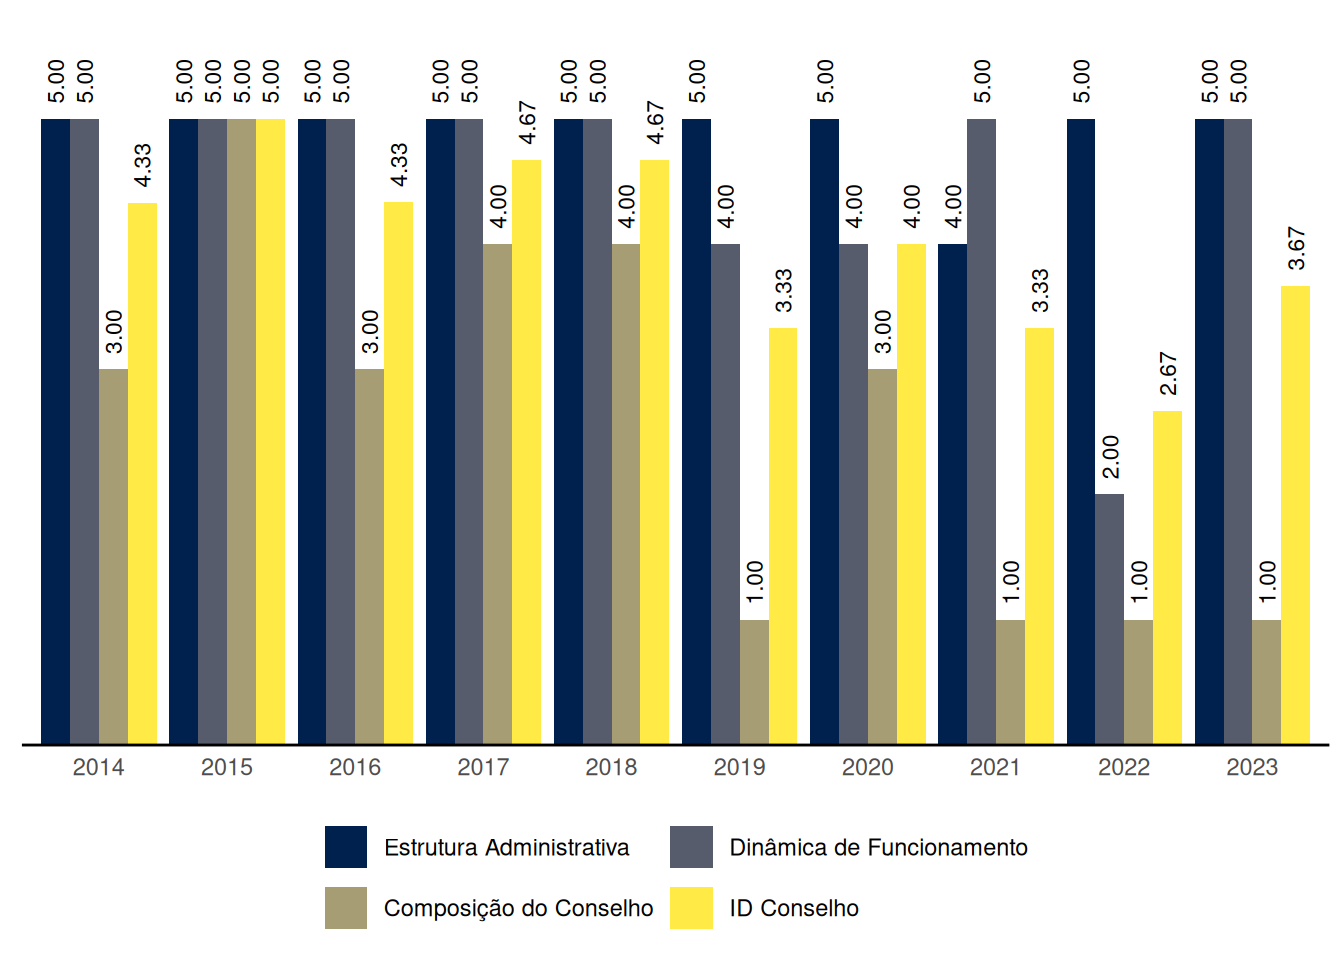 5.00 5.00 3.00 4.33
5.00 5.00 5.00 5.00
5.00 5.00 3.00 4.33
5.00 5.00 4.00 4.67
5.00 5.00 4.00 4.67
5.00 4.00 1.00 3.33
5.00 4.00 3.00 4.00
4.00 5.00 1.00 3.33
5.00 2.00 1.00 2.67
5.00 5.00 1.00 3.67
2014 2015 2016 2017 2018 2019 2020 2021 2022 2023
Estrutura Administrativa Dinâmica de Funcionamento
Composição do Conselho ID Conselho